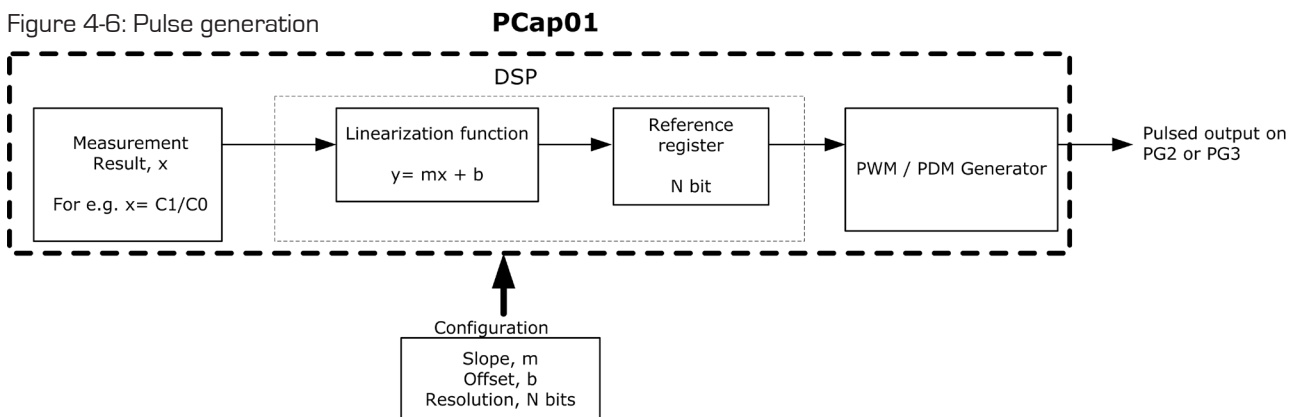 Figure 4-6: Pulse generation
PCap01
DSP
Measurement
Result, x
For e.g. x= C1/C0
Linearization function
y= mx + b
Reference
register
N bit
PWM / PDM Generator
Pulsed output on
PG2 or PG3
Configuration
Slope, m
Offset, b
Resolution, N bits